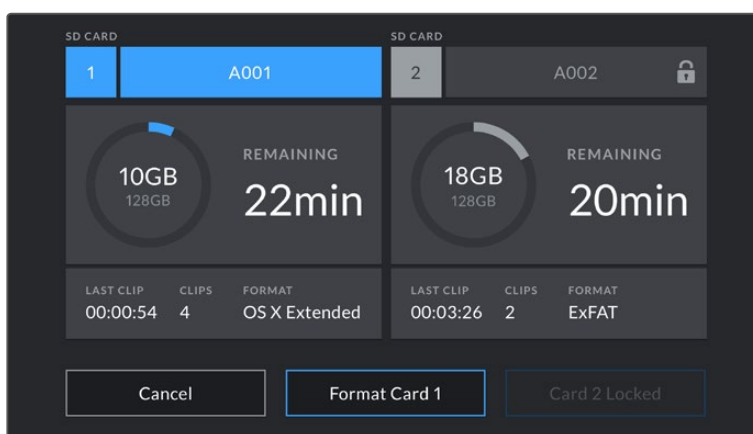 SD CARD
1 A001
10GB
128GB
REMAINING
22min
LAST CLIP CLIPS FORMAT
00:00:54 4 OS X Extended
SD CARD
2 A002
18GB
128GB
REMAINING
20min
LAST CLIP CLIPS FORMAT
00:03:26 2 ExFAT
Cancel Format Card 1 Card 2 Locked